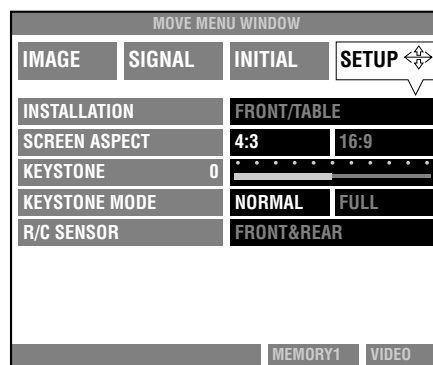 MOVE MENU WINDOW
IMAGE SIGNAL INITIAL SETUP
INSTALLATION FRONT/TABLE
SCREEN ASPECT 4:3 16:9
KEYSTONE 0
KEYSTONE MODE NORMAL FULL
R/C SENSOR FRONT&REAR
MEMORY1 VIDEO